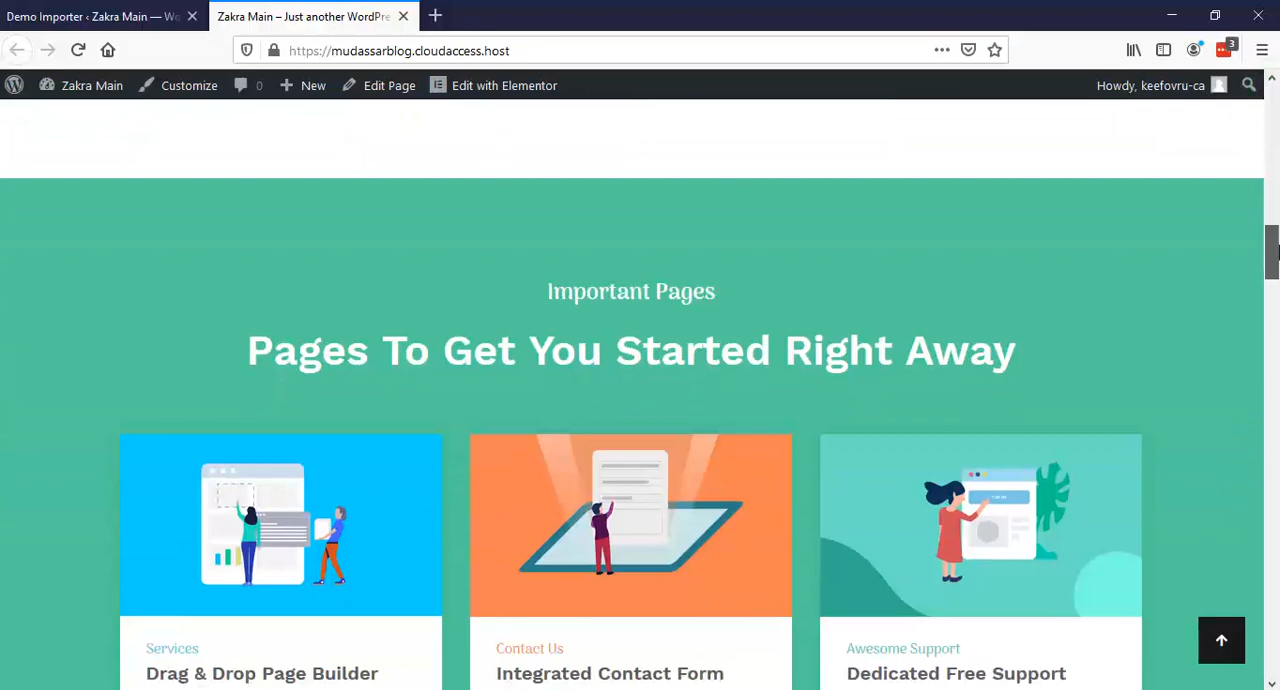 Demo Importer ‹ Zakra Main — Wo
Zakra Main – Just another WordPre
https://mudassarblog.cloudaccess.host
3
Zakra Main
Customize
0
New
Edit Page
Edit with Elementor
Howdy, keefovru-ca
Important Pages
Pages To Get You Started Right Away
Services
Drag & Drop Page Builder
Contact Us
Integrated Contact Form
Awesome Support
Dedicated Free Support